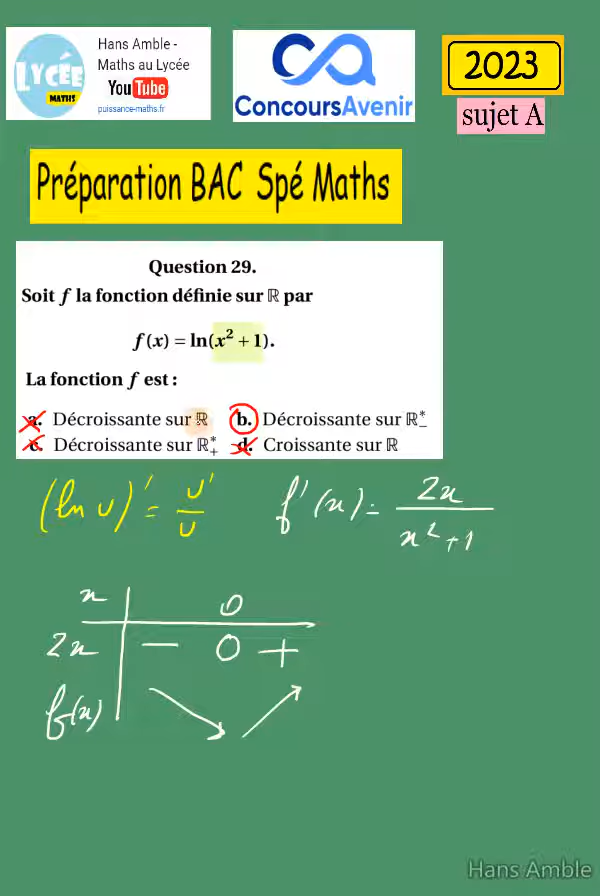 LYCÉE
MATHS
Hans Amble -
Maths au Lycée
YouTube
puissance-maths.fr
ConcoursAvenir
2023
sujet A
Préparation BAC Spé Maths
Question 29.
Soit f la fonction définie sur ℝ par
f(x) = ln(x² + 1).
La fonction f est :
a. Décroissante sur ℝ
b. Décroissante sur ℝ₋*
c. Décroissante sur ℝ₊*
d. Croissante sur ℝ
(ln u)' = u'/u
f'(x) = 2x/(x²+1)
x 0
2x − 0 +
f(x) ↘ ↗
Hans Amble